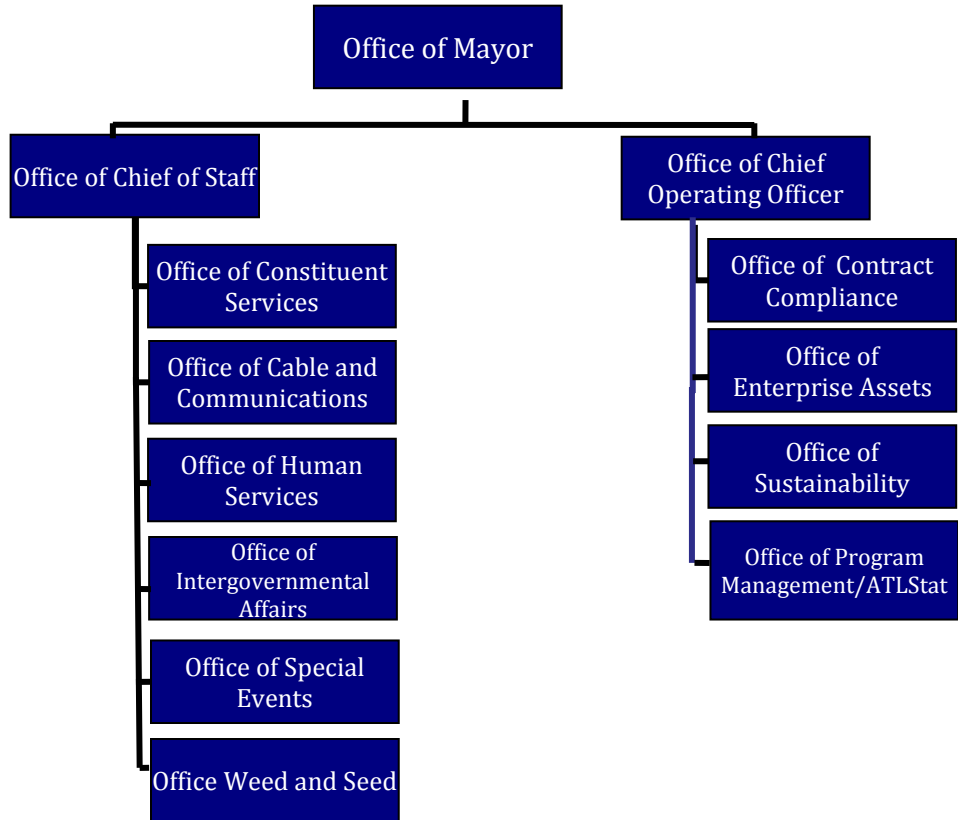 Office of Mayor
Office of Chief of Staff
Office of Constituent
Services
Office of Cable and
Communications
Office of Human
Services
Office of
Intergovernmental
Affairs
Office of Special
Events
Office Weed and Seed
Office of Chief
Operating Officer
Office of  Contract
Compliance
Office of
Enterprise Assets
Office of
Sustainability
Office of Program
Management/ATLStat